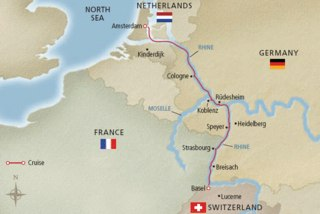 NORTH
SEA
NETHERLANDS
Amsterdam
Kinderdijk
RHINE
GERMANY
Cologne
Rüdesheim
MOSELLE
Koblenz
Heidelberg
Speyer
FRANCE
Strasbourg
RHINE
Breisach
Cruise
Basel
Lucerne
N
SWITZERLAND